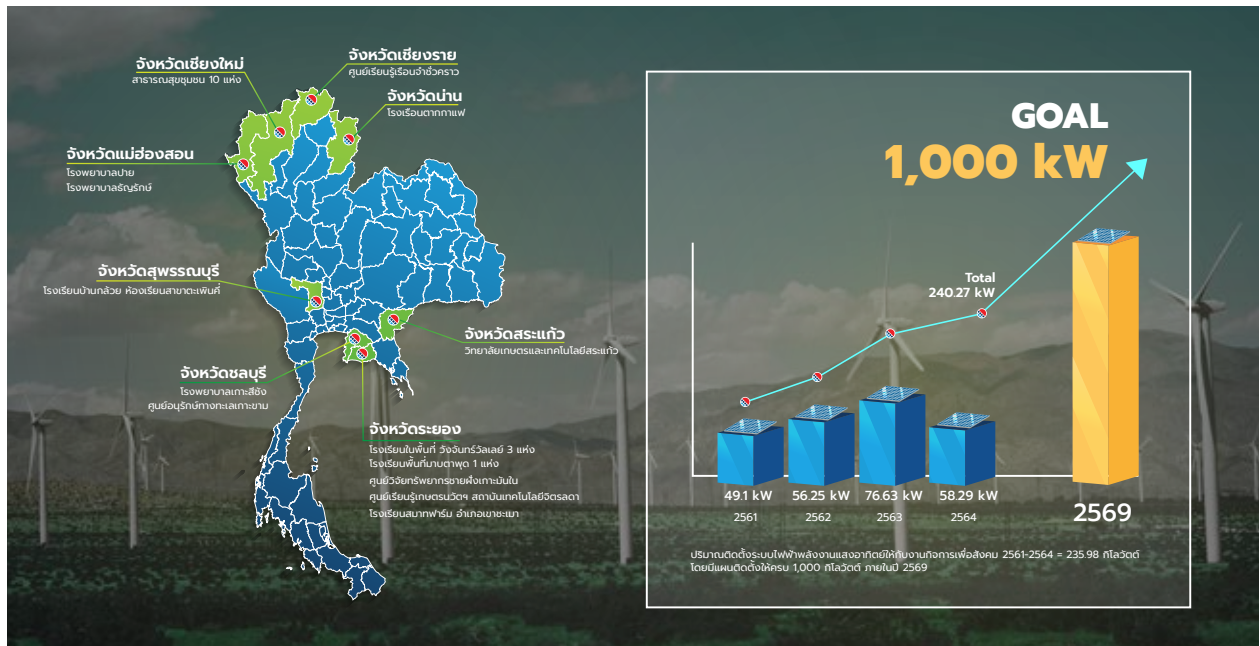 จังหวัดเชียงราย
ศูนย์เรียนรู้เรือนจำชั่วคราว
จังหวัดเชียงใหม่
สาธารณสุขชุมชน 10 แห่ง
จังหวัดน่าน
โรงเรือนตากกาแฟ
จังหวัดแม่ฮ่องสอน
โรงพยาบาลปาย
โรงพยาบาลธัญรักษ์
จังหวัดสุพรรณบุรี
โรงเรียนบ้านกล้วย ห้องเรียนสาขาตะเพินคี่
จังหวัดสระแก้ว
วิทยาลัยเกษตรและเทคโนโลยีสระแก้ว
จังหวัดชลบุรี
โรงพยาบาลเกาะสีชัง
ศูนย์อนุรักษ์ทางทะเลเกาะขาม
จังหวัดระยอง
โรงเรียนในพื้นที่ วังจันทร์วัลเลย์ 3 แห่ง
โรงเรียนพื้นที่มาบตาพุด 1 แห่ง
ศูนย์วิจัยทรัพยากรชายฝั่งเกาะมันใน
ศูนย์เรียนรู้เกษตรนวัตฯ สถาบันเทคโนโลยีจิตรลดา
โรงเรียนสมาทฟาร์ม อำเภอเขาชะเมา
GOAL
1,000 kW
Total
240.27 kW
49.1 kW
56.25 kW
76.63 kW
58.29 kW
2561
2562
2563
2564
2569
ปริมาณติดตั้งระบบไฟฟ้าพลังงานแสงอาทิตย์ให้กับงานกิจการเพื่อสังคม 2561-2564 = 235.98 กิโลวัตต์
โดยมีแผนติดตั้งให้ครบ 1,000 กิโลวัตต์ ภายในปี 2569